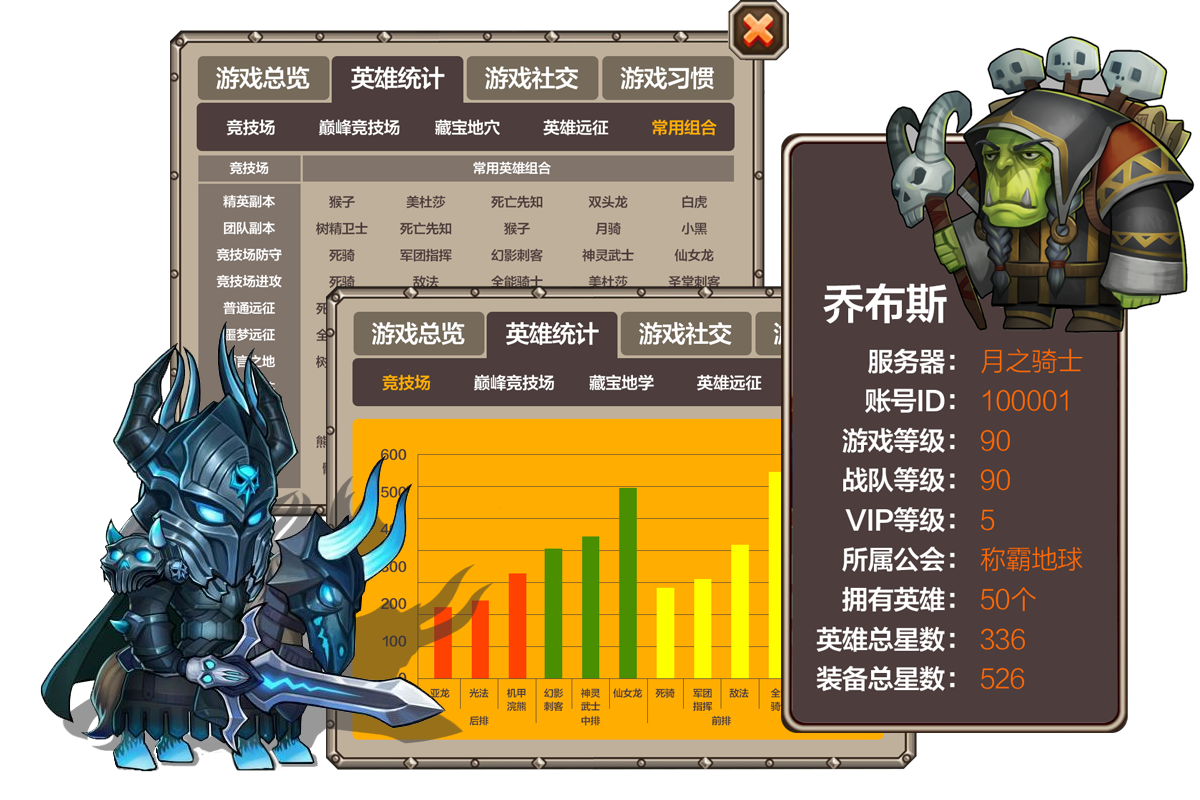 游戏总览 英雄统计 游戏社交 游戏习惯
竞技场 巅峰竞技场 藏宝地穴 英雄远征 常用组合
竞技场 常用英雄组合
精英副本 猴子 美杜莎 死亡先知 双头龙 白虎
团队副本 树精卫士 死亡先知 猴子 月骑 小黑
竞技场防守 死骑 军团指挥 幻影刺客 神灵武士 仙女龙
竞技场进攻 死骑 敌法 全能骑士 美杜莎 圣堂刺客
普通远征 死
噩梦远征 全
言之地 树
熊
游戏总览 英雄统计 游戏社交
竞技场 巅峰竞技场 藏宝地学 英雄远征
600
500
4
300
200
100
0
亚龙 光法 机甲 幻影 神灵 仙女龙 死骑 军团 敌法 全
浣熊 刺客 武士 指挥 骑
后排 中排 前排
乔布斯
服务器： 月之骑士
账号ID： 100001
游戏等级： 90
战队等级： 90
VIP等级： 5
所属公会： 称霸地球
拥有英雄： 50个
英雄总星数： 336
装备总星数： 526